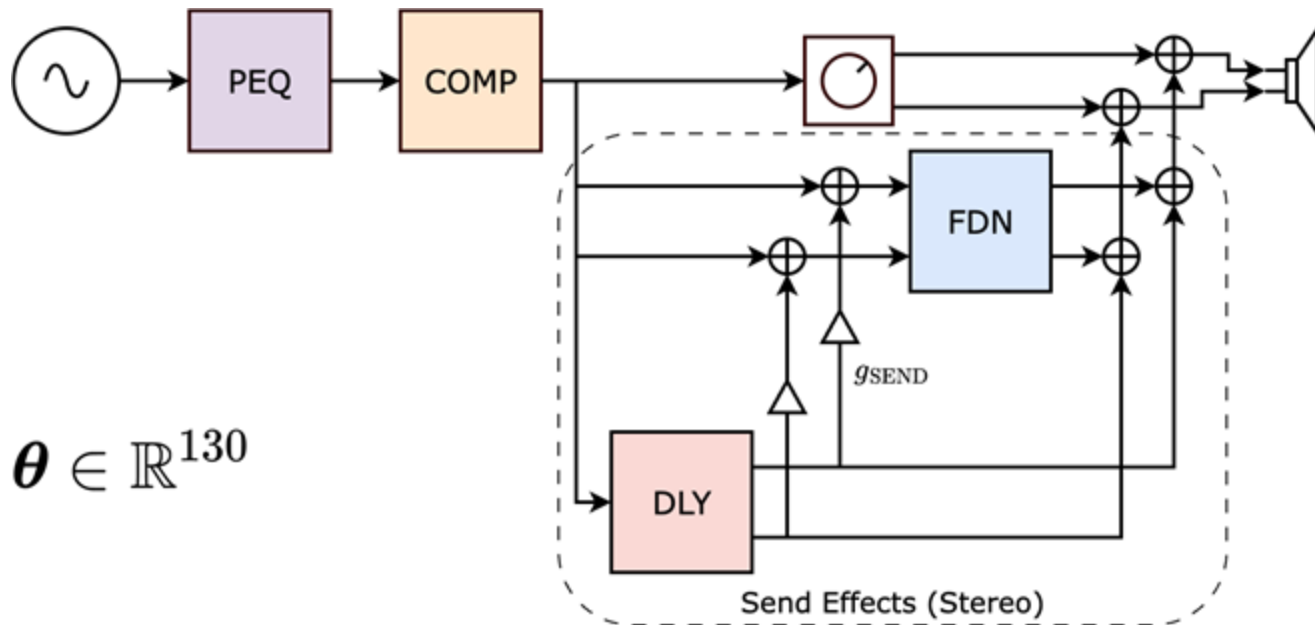 PEQ
COMP
FDN
g_SEND
𝜽 ∈ ℝ^130
DLY
Send Effects (Stereo)